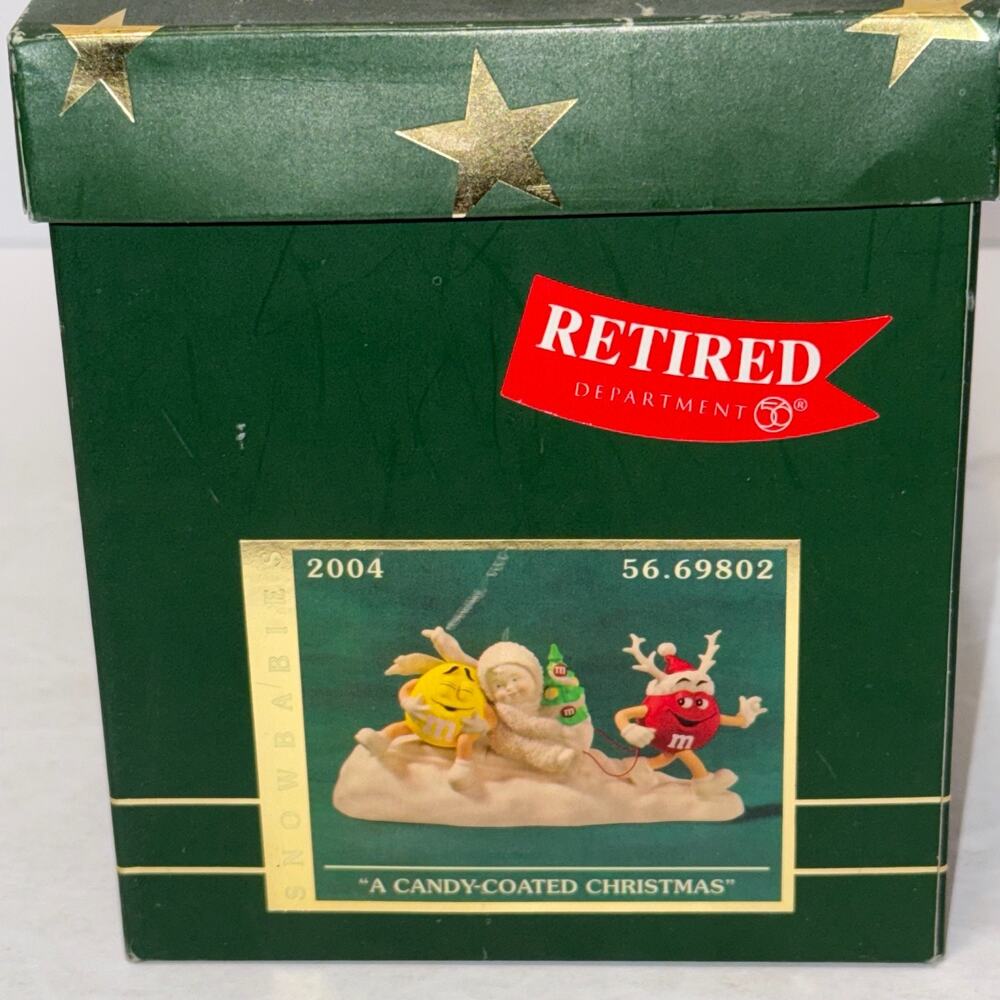 RETIRED
DEPARTMENT 56®
2004
56.69802
SNOWBABIES
m
m
m
m
"A CANDY-COATED CHRISTMAS"